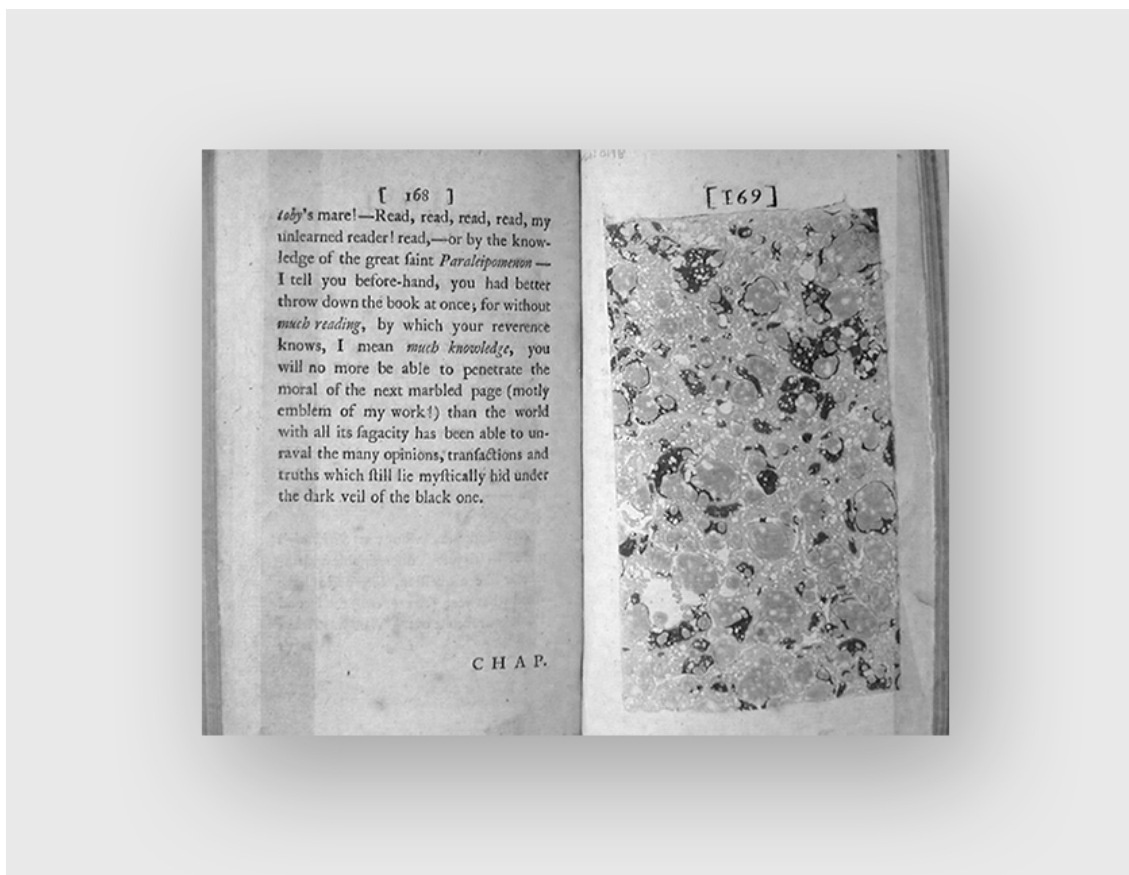 [ 168 ]
toby's mare!—Read, read, read, read, my
unlearned reader! read,—or by the know-
ledge of the great ſaint Paraleipomenon—
I tell you before-hand, you had better
throw down the book at once; for without
much reading, by which your reverence
knows, I mean much knowledge, you
will no more be able to penetrate the
moral of the next marbled page (motly
emblem of my work!) than the world
with all its ſagacity has been able to un-
raval the many opinions, tranſactions and
truths which ſtill lie myſtically hid under
the dark veil of the black one.
CHAP.
[169]